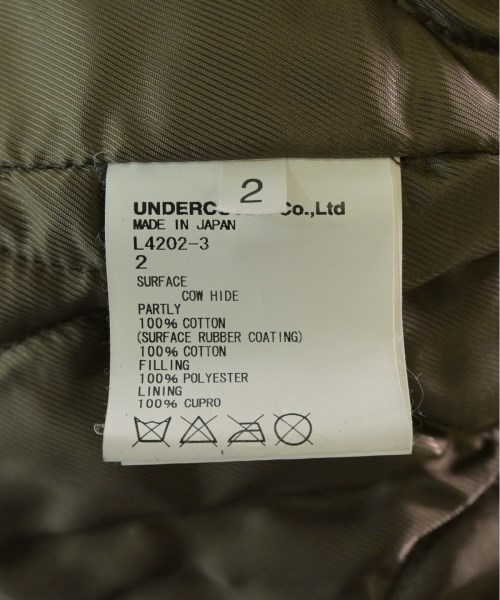 2
UNDERC Co.,Ltd
MADE IN JAPAN
L4202-3
2
SURFACE
COW HIDE
PARTLY
100% COTTON
(SURFACE RUBBER COATING)
100% COTTON
FILLING
100% POLYESTER
LINING
100% CUPRO